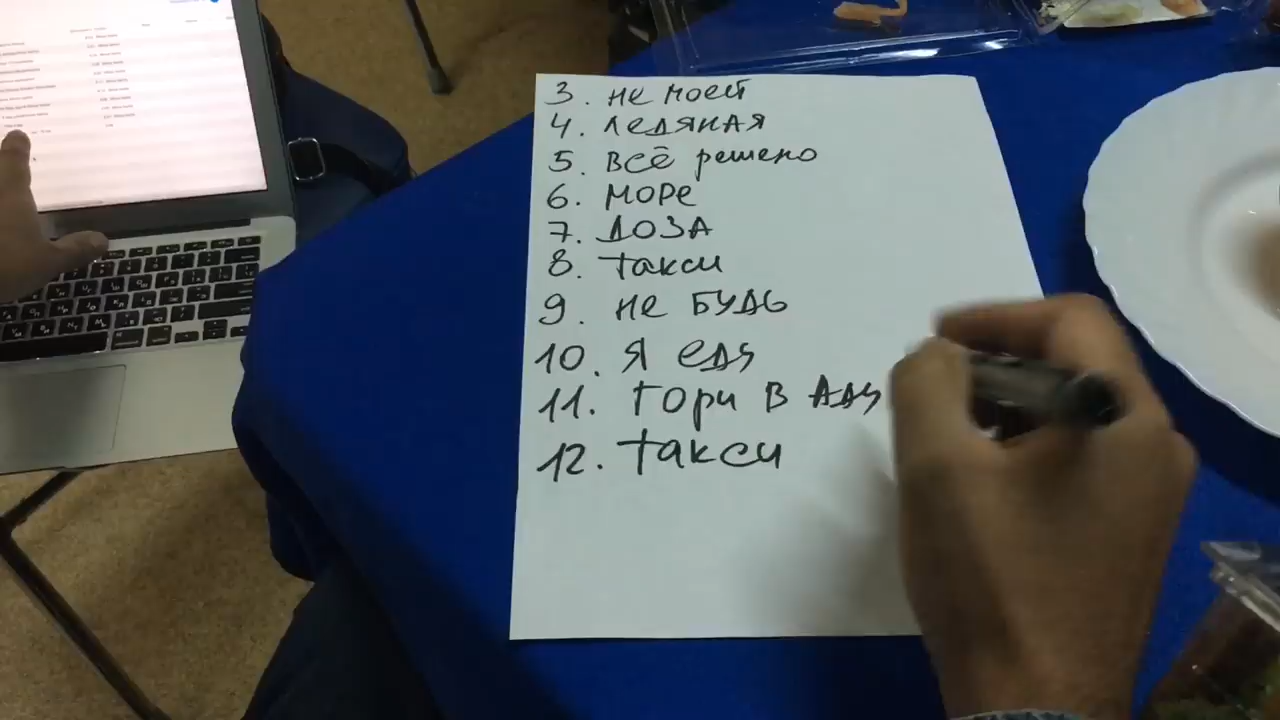 3. не моей
4. ледяная
5. всё решено
6. море
7. доза
8. такси
9. не будь
10. я еду
11. гори в аду
12. такси